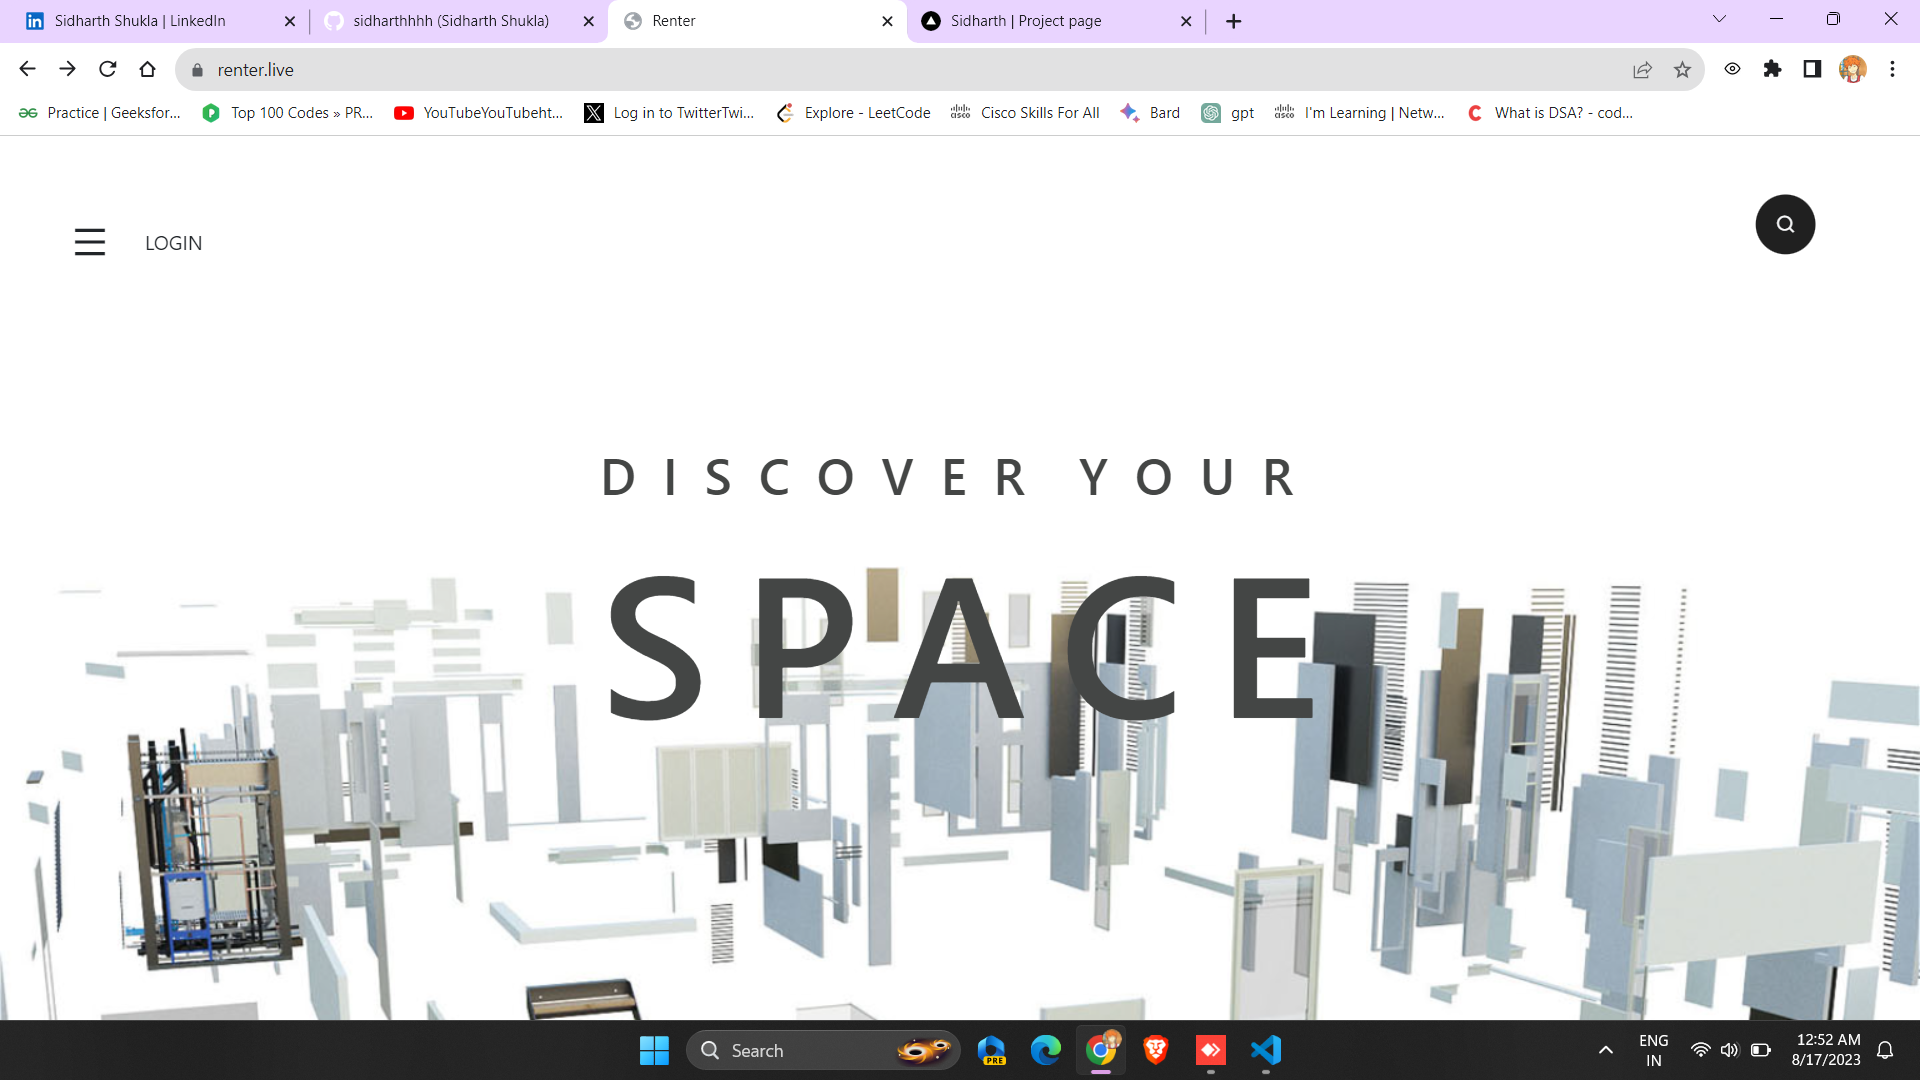 Sidharth Shukla | LinkedIn
sidharthhhh (Sidharth Shukla)
Renter
Sidharth | Project page
renter.live
Practice | Geeksfor...
Top 100 Codes » PR...
YouTubeYouTubeht...
Log in to TwitterTwi...
Explore - LeetCode
Cisco Skills For All
Bard
gpt
I'm Learning | Netw...
What is DSA? - cod...
LOGIN
DISCOVER YOUR
SPACE
Search
PRE
ENG
IN
12:52 AM
8/17/2023